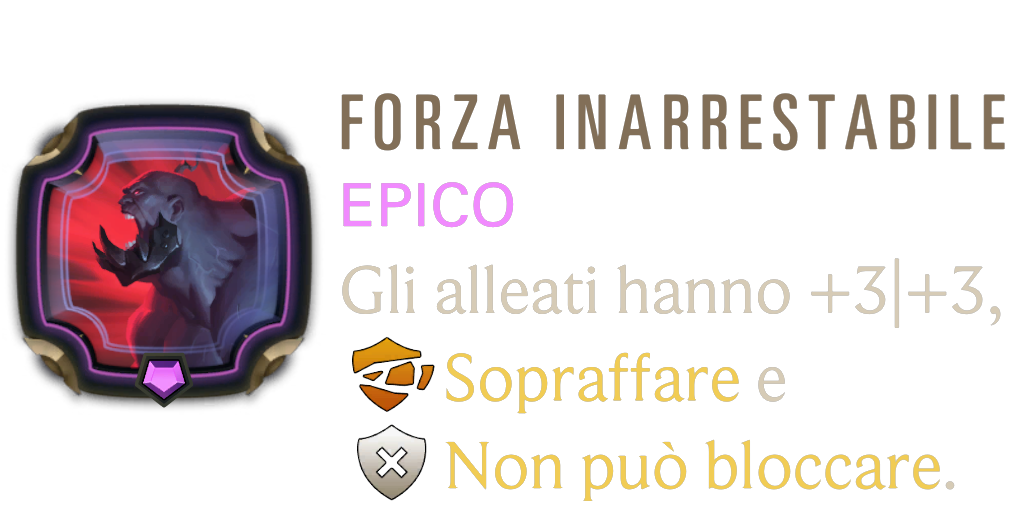 FORZA INARRESTABILE
EPICO
Gli alleati hanno +3|+3,
Sopraffare e
Non può bloccare.